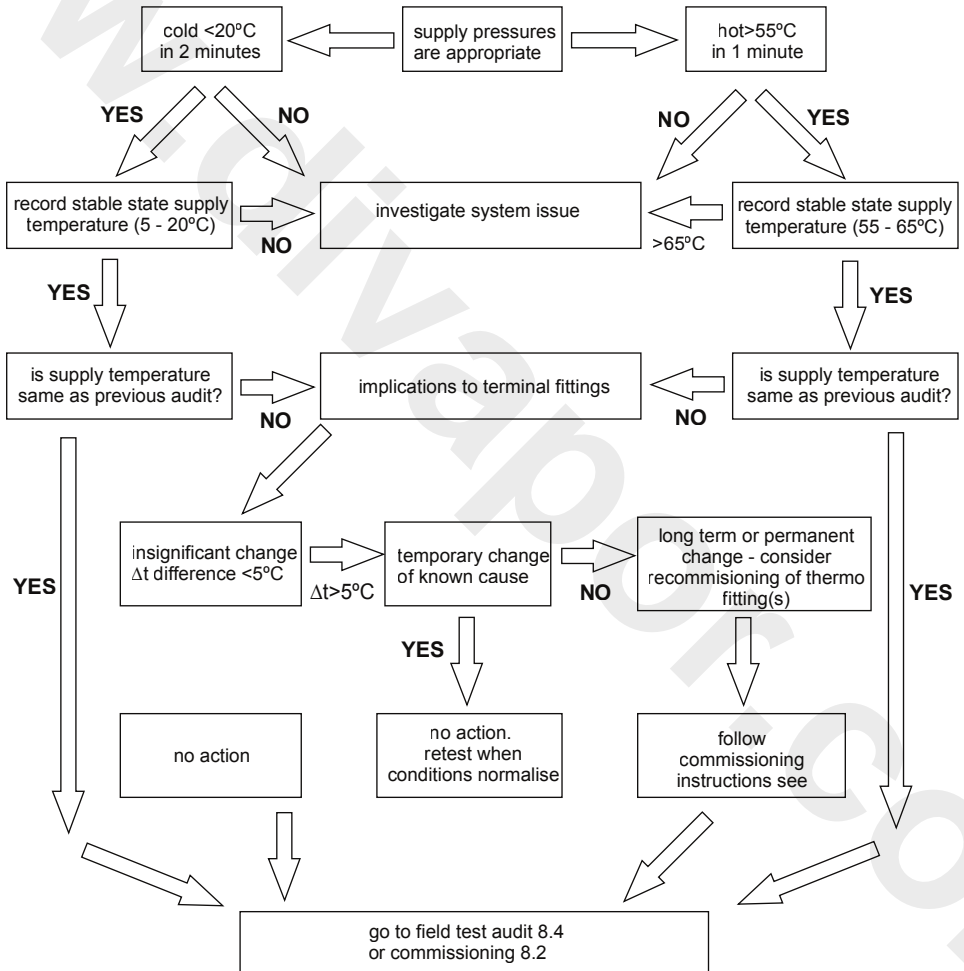 cold <20ºC
in 2 minutes
supply pressures
are appropriate
hot>55ºC
in 1 minute
YES
NO
NO
YES
record stable state supply
temperature (5 - 20ºC)
NO
investigate system issue
>65ºC
record stable state supply
temperature (55 - 65ºC)
YES
YES
is supply temperature
same as previous audit?
NO
implications to terminal fittings
NO
is supply temperature
same as previous audit?
insignificant change
Δt difference <5ºC
Δt>5ºC
temporary change
of known cause
NO
long term or permanent
change - consider
recommisioning of thermo
fitting(s)
YES
YES
YES
no action
no action.
retest when
conditions normalise
follow
commissioning
instructions see
go to field test audit 8.4
or commissioning 8.2
w.divapor.co